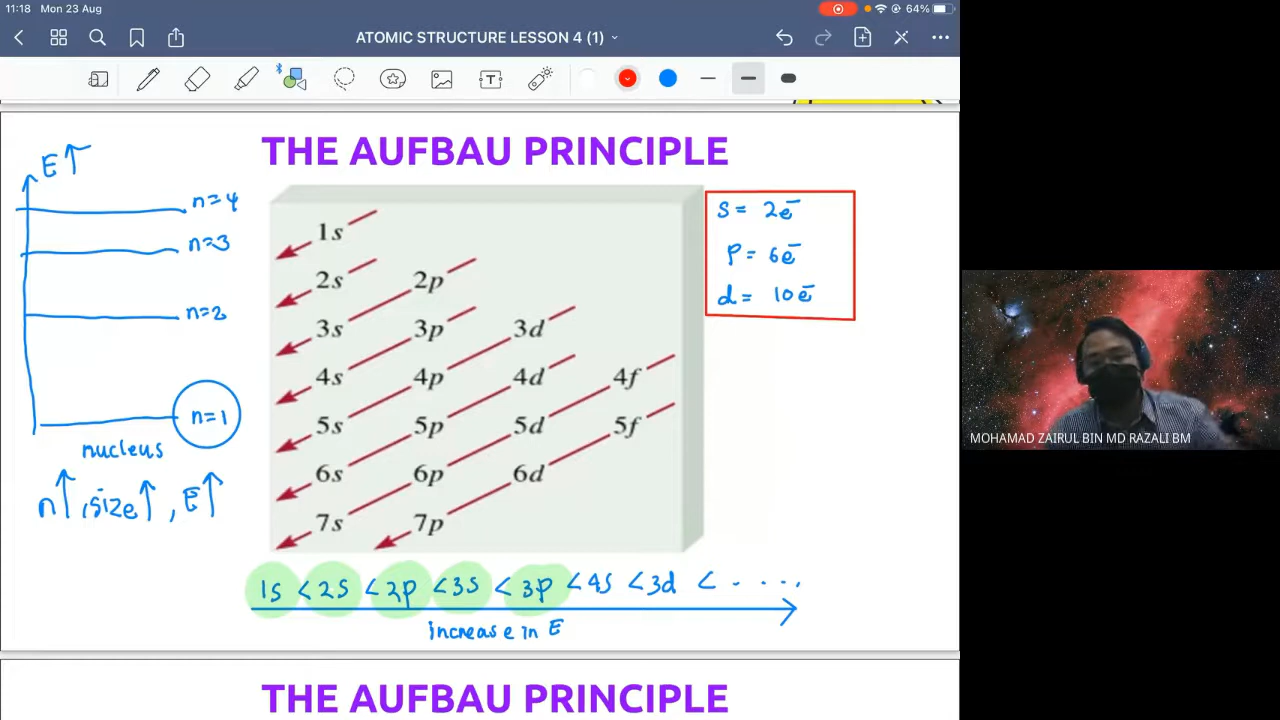 11:18 Mon 23 Aug
64%
ATOMIC STRUCTURE LESSON 4 (1)
THE AUFBAU PRINCIPLE
E↑
n=4
n=3
n=2
n=1
nucleus
n↑, size↑, E↑
1s
2s 2p
3s 3p 3d
4s 4p 4d 4f
5s 5p 5d 5f
6s 6p 6d
7s 7p
s = 2e⁻
p = 6e⁻
d = 10e⁻
1s < 2s < 2p < 3s < 3p < 4s < 3d < ....
increase in E
MOHAMAD ZAIRUL BIN MD RAZALI BM
THE AUFBAU PRINCIPLE